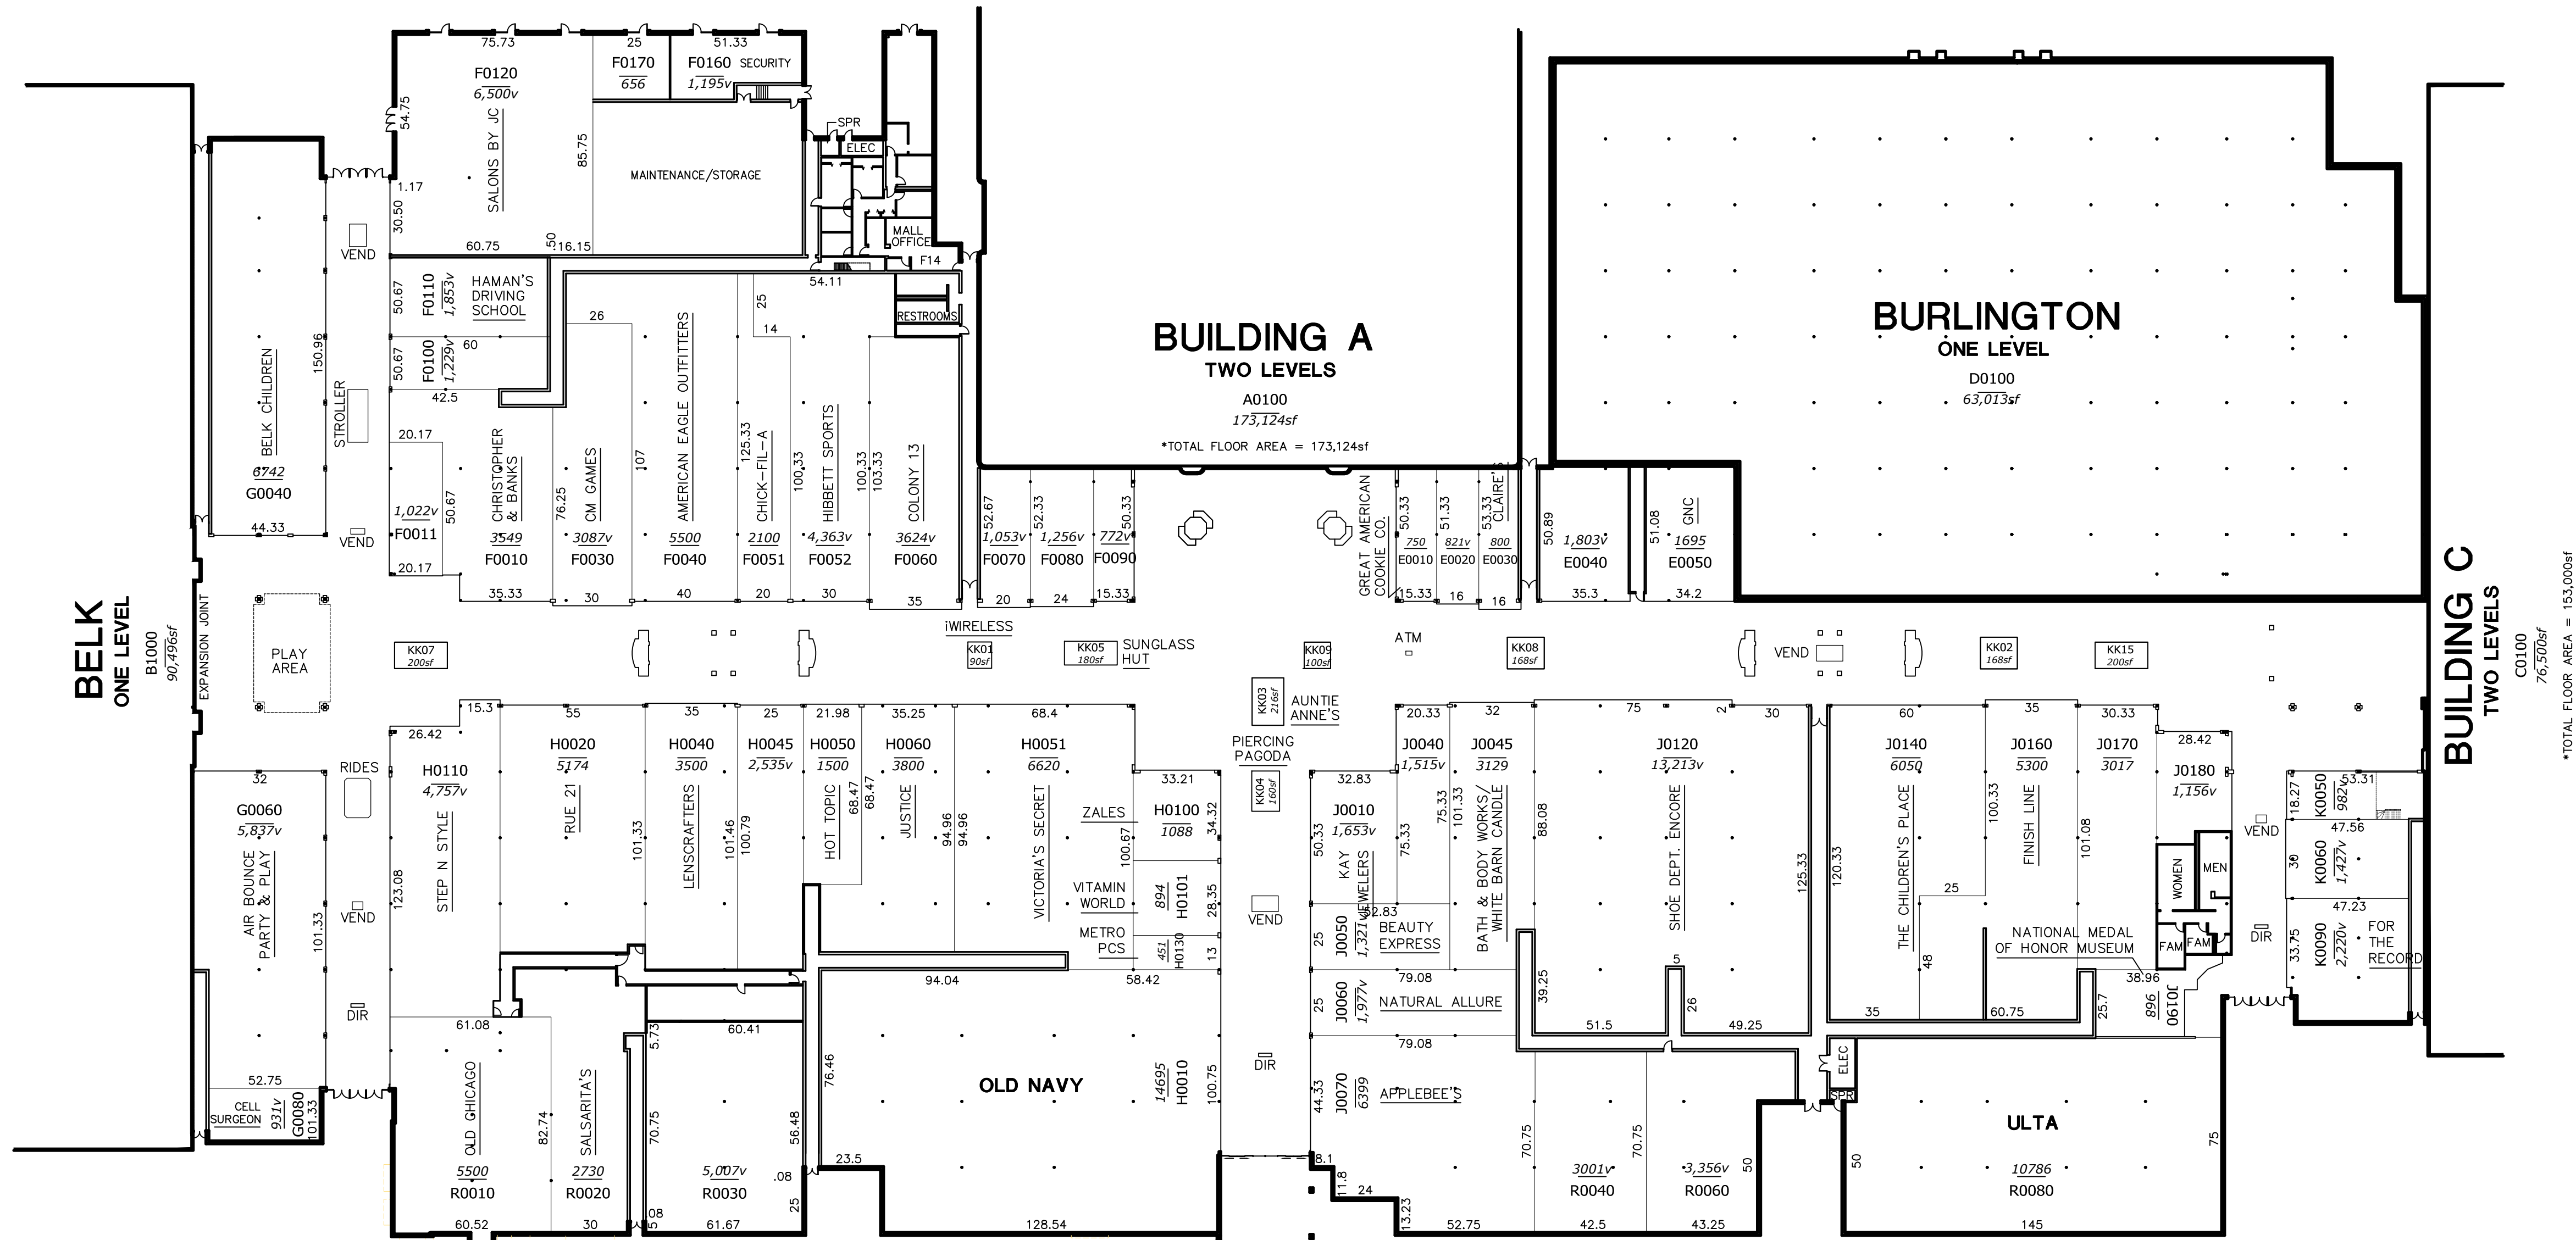 75.73
25
51.33
F0120
6,500v
SALONS BY JC
54.75
F0170
656
F0160 SECURITY
1,195v
85.75
MAINTENANCE/STORAGE
SPR
ELEC
MALL
OFFICE
F14
1.17
30.50
60.75
.50
16.15
VEND
54.11
RESTROOMS
50.67
F0110
1,853v
HAMAN'S
DRIVING
SCHOOL
60
50.67
F0100
1,229v
42.5
BELK CHILDREN
6742
G0040
44.33
150.96
STROLLER
VEND
20.17
1,022v
F0011
50.67
20.17
CHRISTOPHER
& BANKS
3549
F0010
35.33
76.25
CM GAMES
3087v
F0030
30
26
107
AMERICAN EAGLE OUTFITTERS
5500
F0040
40
125.33
CHICK-FIL-A
2100
F0051
20
25
14
100.33
HIBBETT SPORTS
4,363v
F0052
30
100.33
103.33
COLONY 13
3624v
F0060
35
52.67
1,053v
F0070
20
52.33
1,256v
F0080
24
50.33
772v
F0090
15.33
BUILDING A
TWO LEVELS
A0100
173,124sf
*TOTAL FLOOR AREA = 173,124sf
GREAT AMERICAN
COOKIE CO.
50.33
750
E0010
15.33
51.33
821v
E0020
16
53.33
CLAIRE'S
800
E0030
16
50.89
1,803v
E0040
35.3
51.08
GNC
1695
E0050
34.2
BURLINGTON
ONE LEVEL
D0100
63,013sf
BELK
ONE LEVEL
B1000
90,496sf
EXPANSION JOINT
PLAY
AREA
KK07
200sf
iWIRELESS
KK01
90sf
KK05
180sf
SUNGLASS
HUT
KK09
100sf
ATM
KK08
168sf
VEND
KK02
168sf
KK15
200sf
KK03
216sf
AUNTIE
ANNE'S
PIERCING
PAGODA
KK04
160sf
VEND
DIR
BUILDING C
TWO LEVELS
C0100
76,500sf
*TOTAL FLOOR AREA = 153,000sf
32
G0060
5,837v
AIR BOUNCE
PARTY & PLAY
101.33
52.75
CELL
SURGEON
931v
G0080
101.33
RIDES
VEND
DIR
26.42
15.3
H0110
4,757v
STEP N STYLE
123.08
55
H0020
5174
RUE 21
101.33
35
H0040
3500
LENSCRAFTERS
101.46
100.79
25
H0045
2,535v
21.98
H0050
1500
HOT TOPIC
68.47
68.47
35.25
H0060
3800
JUSTICE
94.96
94.96
68.4
H0051
6620
VICTORIA'S SECRET
ZALES
100.67
33.21
H0100
1088
34.32
VITAMIN
WORLD
894
H0101
28.35
METRO
PCS
451
H0130
13
94.04
58.42
61.08
OLD CHICAGO
5500
R0010
60.52
82.74
SALSARITA'S
2730
R0020
30
5.73
60.41
70.75
56.48
5,007v
R0030
.08
25
5.08
61.67
76.46
OLD NAVY
14695
H0010
100.75
23.5
128.54
32.83
J0010
1,653v
50.33
KAY
JEWELERS
75.33
20.33
J0040
1,515v
75.33
32
J0045
3129
101.33
BATH & BODY WORKS/
WHITE BARN CANDLE
52.83
25
J0050
1,321v
BEAUTY
EXPRESS
79.08
25
J0060
1,977v
NATURAL ALLURE
79.08
44.33
J0070
6399
APPLEBEE'S
8.1
11.8
24
13.23
52.75
75
2
30
J0120
13,213v
SHOE DEPT. ENCORE
88.08
125.33
39.25
5
26
51.5
49.25
70.75
3001v
R0040
42.5
70.75
3,356v
R0060
43.25
50
60
J0140
6050
THE CHILDREN'S PLACE
120.33
25
48
35
35
J0160
5300
FINISH LINE
100.33
60.75
30.33
J0170
3017
101.08
28.42
J0180
1,156v
WOMEN
MEN
FAM
FAM
NATIONAL MEDAL
OF HONOR MUSEUM
38.96
25.7
896
J0190
ELEC
SPR
50
ULTA
75
10786
R0080
145
VEND
DIR
53.31
18.27
K0050
982v
47.56
30
K0060
1,427v
47.23
33.75
K0090
2,220v
FOR
THE
RECORD